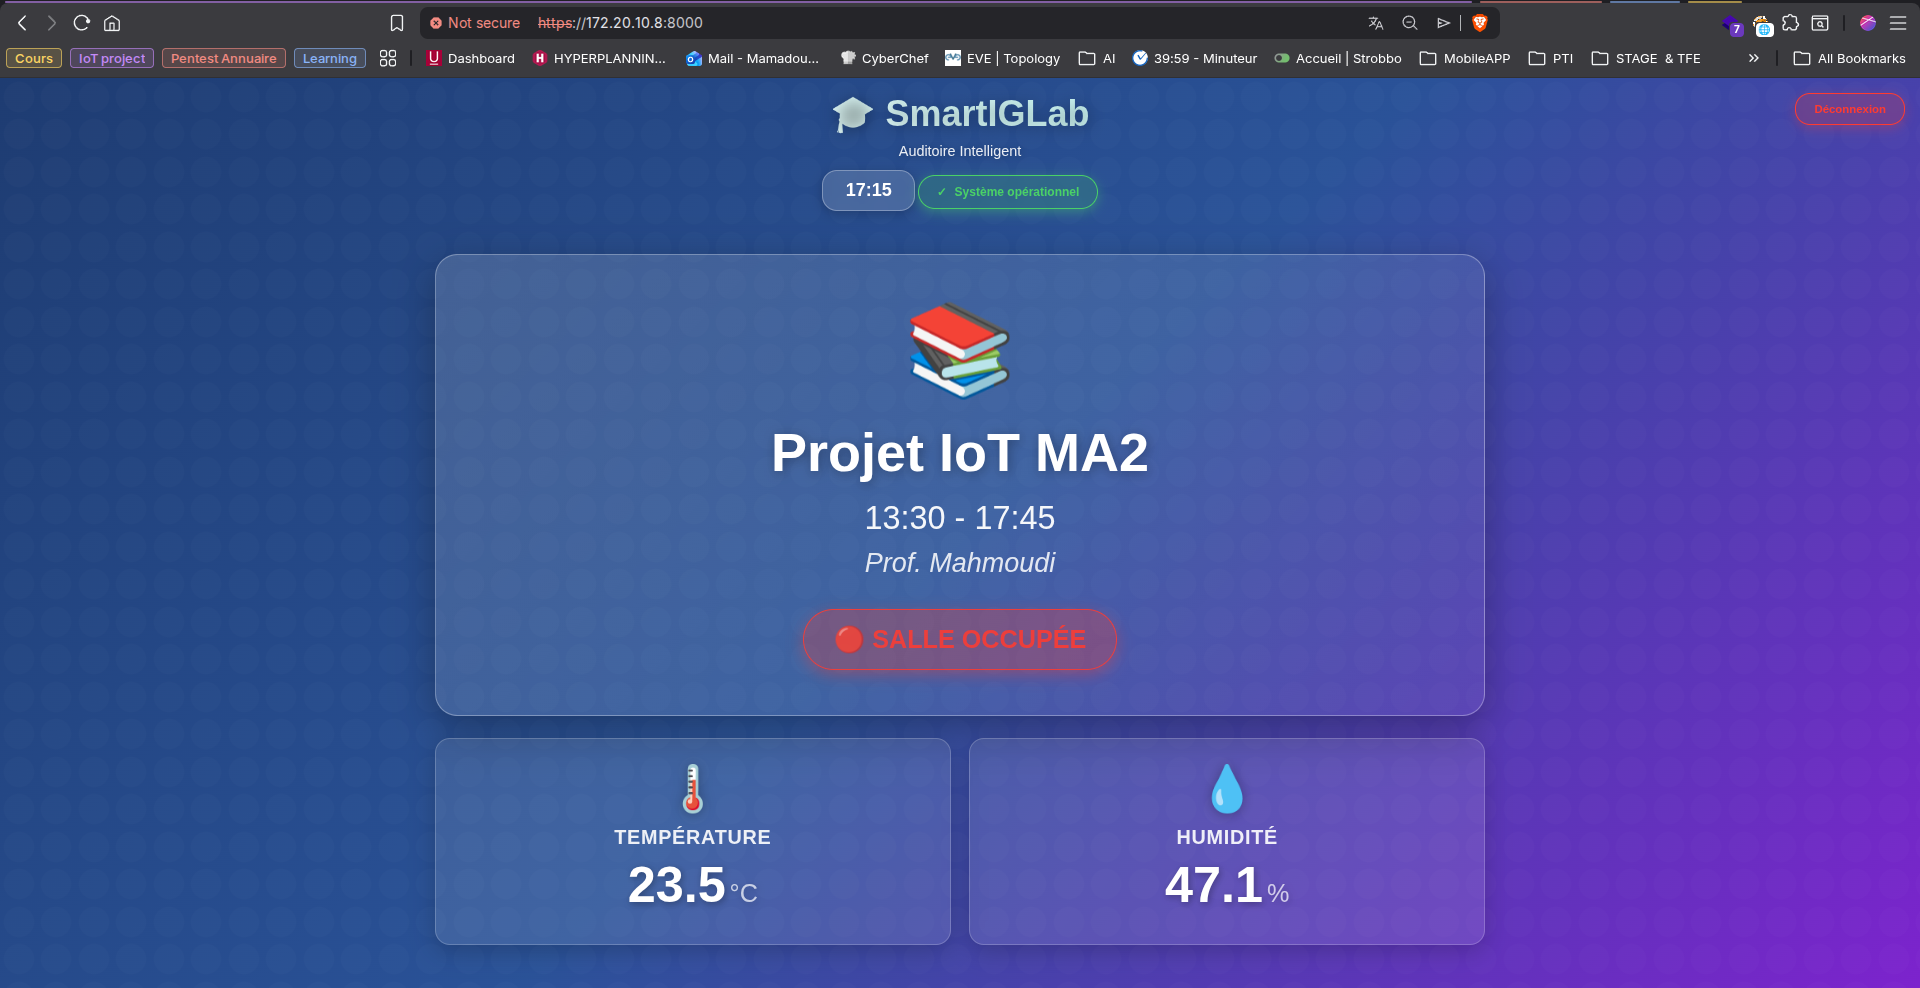 Not secure https://172.20.10.8:8000
7
Cours IoT project Pentest Annuaire Learning Dashboard HYPERPLANNIN... Mail - Mamadou... CyberChef EVE | Topology AI 39:59 - Minuteur Accueil | Strobbo MobileAPP PTI STAGE & TFE » All Bookmarks
SmartIGLab
Déconnexion
Auditoire Intelligent
17:15 ✓ Système opérationnel
Projet IoT MA2
13:30 - 17:45
Prof. Mahmoudi
SALLE OCCUPÉE
TEMPÉRATURE
23.5 °C
HUMIDITÉ
47.1 %